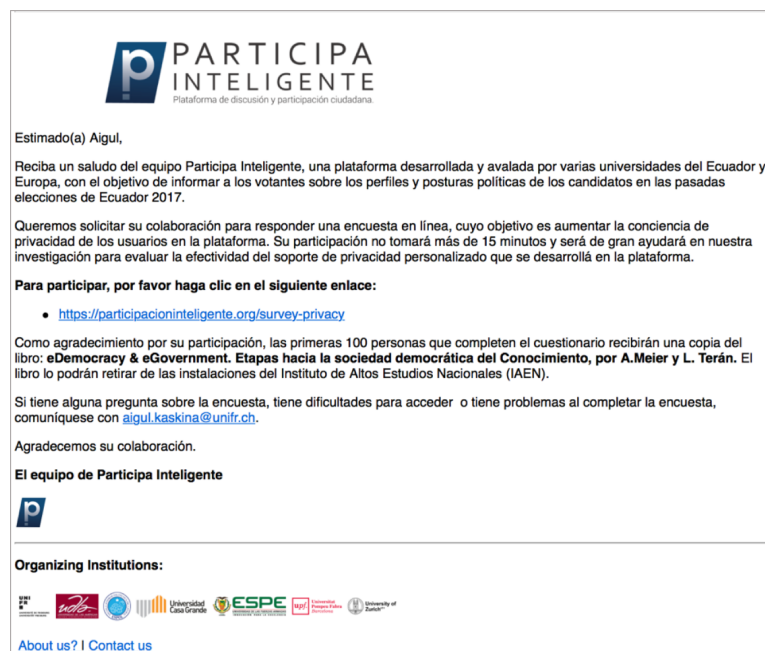 PARTICIPA
INTELIGENTE
Plataforma de discusión y participación ciudadana.
Estimado(a) Aigul,
Reciba un saludo del equipo Participa Inteligente, una plataforma desarrollada y avalada por varias universidades del Ecuador y
Europa, con el objetivo de informar a los votantes sobre los perfiles y posturas políticas de los candidatos en las pasadas
elecciones de Ecuador 2017.
Queremos solicitar su colaboración para responder una encuesta en línea, cuyo objetivo es aumentar la conciencia de
privacidad de los usuarios en la plataforma. Su participación no tomará más de 15 minutos y será de gran ayudará en nuestra
investigación para evaluar la efectividad del soporte de privacidad personalizado que se desarrollá en la plataforma.
Para participar, por favor haga clic en el siguiente enlace:
• https://participacioninteligente.org/survey-privacy
Como agradecimiento por su participación, las primeras 100 personas que completen el cuestionario recibirán una copia del
libro: eDemocracy & eGovernment. Etapas hacia la sociedad democrática del Conocimiento, por A.Meier y L. Terán. El
libro lo podrán retirar de las instalaciones del Instituto de Altos Estudios Nacionales (IAEN).
Si tiene alguna pregunta sobre la encuesta, tiene dificultades para acceder o tiene problemas al completar la encuesta,
comuníquese con aigul.kaskina@unifr.ch.
Agradecemos su colaboración.
El equipo de Participa Inteligente
Organizing Institutions:
UNI
FR
udla
Universidad
Casa Grande
ESPE
upf.
Universitat
Pompeu Fabra
Barcelona
University of
Zurich
About us? | Contact us